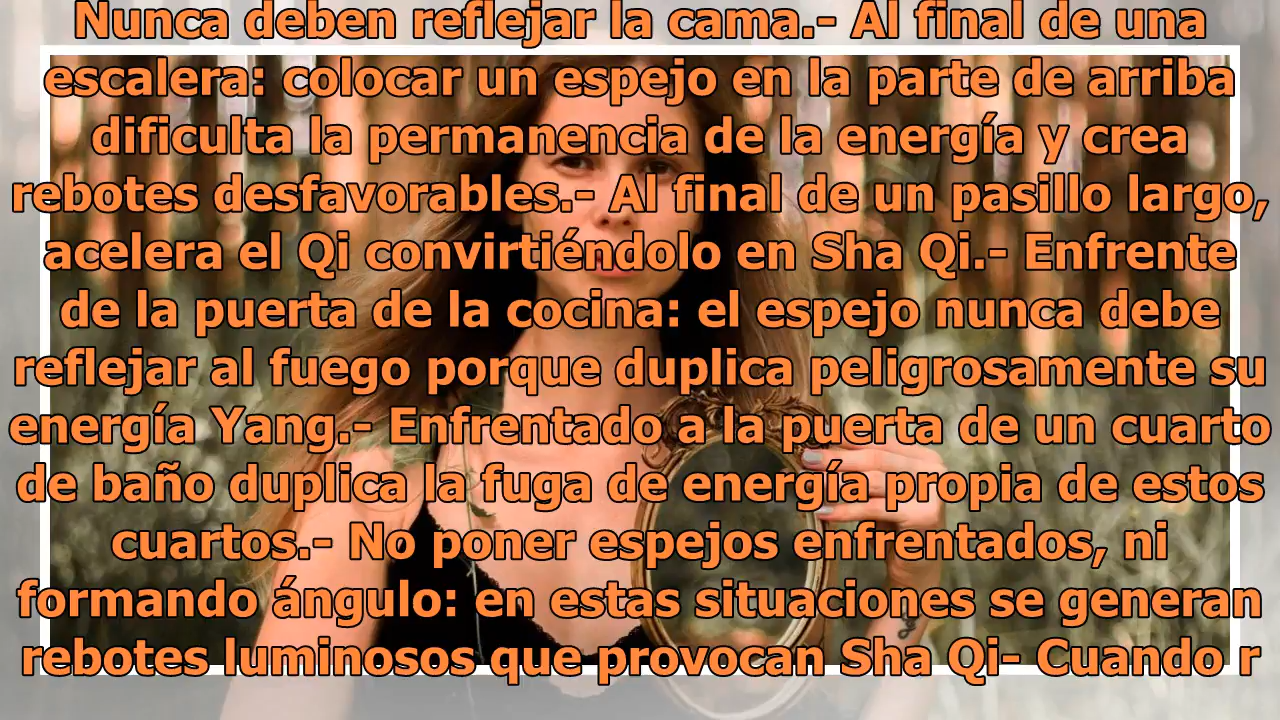 Nunca deben reflejar la cama.- Al final de una
escalera: colocar un espejo en la parte de arriba
dificulta la permanencia de la energía y crea
rebotes desfavorables.- Al final de un pasillo largo,
acelera el Qi convirtiéndolo en Sha Qi.- Enfrente
de la puerta de la cocina: el espejo nunca debe
reflejar al fuego porque duplica peligrosamente su
energía Yang.- Enfrentado a la puerta de un cuarto
de baño duplica la fuga de energía propia de estos
cuartos.- No poner espejos enfrentados, ni
formando ángulo: en estas situaciones se generan
rebotes luminosos que provocan Sha Qi- Cuando r